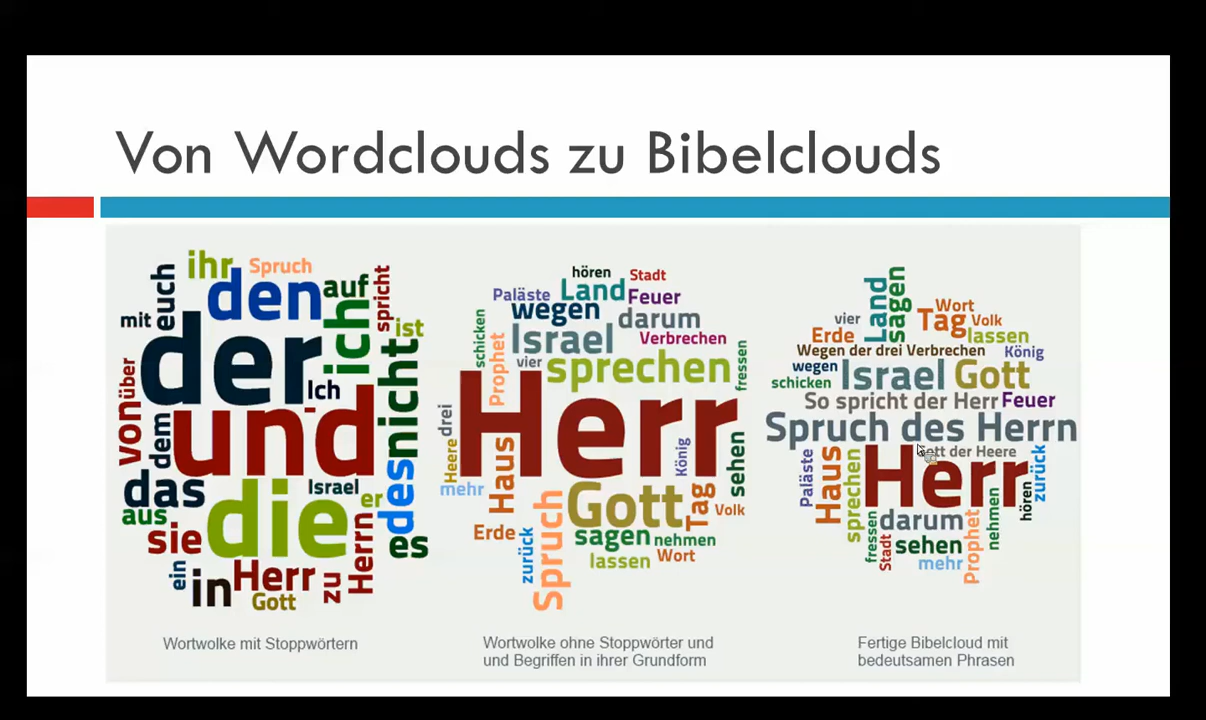 Von Wordclouds zu Bibelclouds
ihr
Spruch
euch
den
auf
spricht
mit
der
ich
ist
über
Ich
nicht
von
dem
und
das
die
Israel
er
des
aus
sie
Herrn
es
ein
in
Herr
zu
Gott
Wortwolke mit Stoppwörtern
hören
Stadt
Paläste
Land
Feuer
wegen
darum
schicken
Israel
Verbrechen
Prophet
vier
sprechen
fressen
Herr
drei
Heere
Haus
König
sehen
mehr
Gott
Tag
Volk
Erde
Spruch
sagen
nehmen
zurück
lassen
Wort
Wortwolke ohne Stoppwörter und
und Begriffen in ihrer Grundform
Land
sagen
Wort
vier
Tag
Volk
Erde
lassen
Wegen der drei Verbrechen
König
wegen
schicken
Israel
Gott
So spricht der Herr
Feuer
Spruch des Herrn
der Heere
Paläste
Haus
sprechen
Herr
hören
zurück
fressen
darum
nehmen
Stadt
sehen
Prophet
mehr
Fertige Bibelcloud mit
bedeutsamen Phrasen